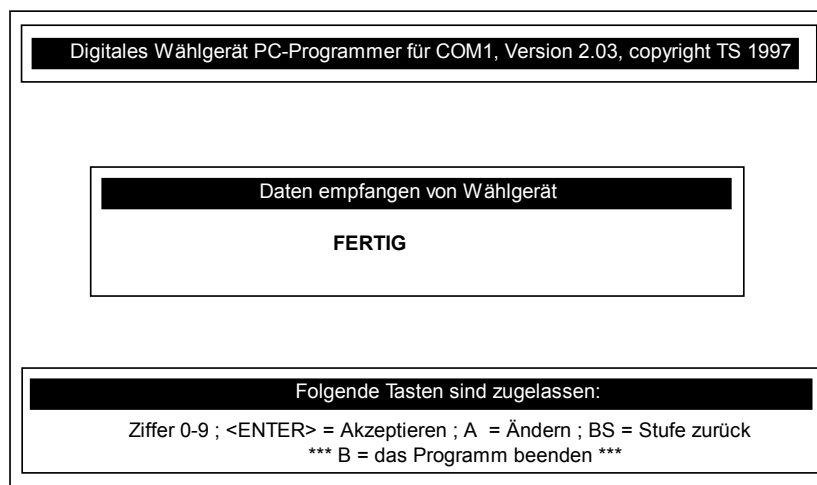 Digitales Wählgerät PC-Programmer für COM1, Version 2.03, copyright TS 1997
Daten empfangen von Wählgerät
FERTIG
Folgende Tasten sind zugelassen:
Ziffer 0-9 ; <ENTER> = Akzeptieren ; A = Ändern ; BS = Stufe zurück
*** B = das Programm beenden ***